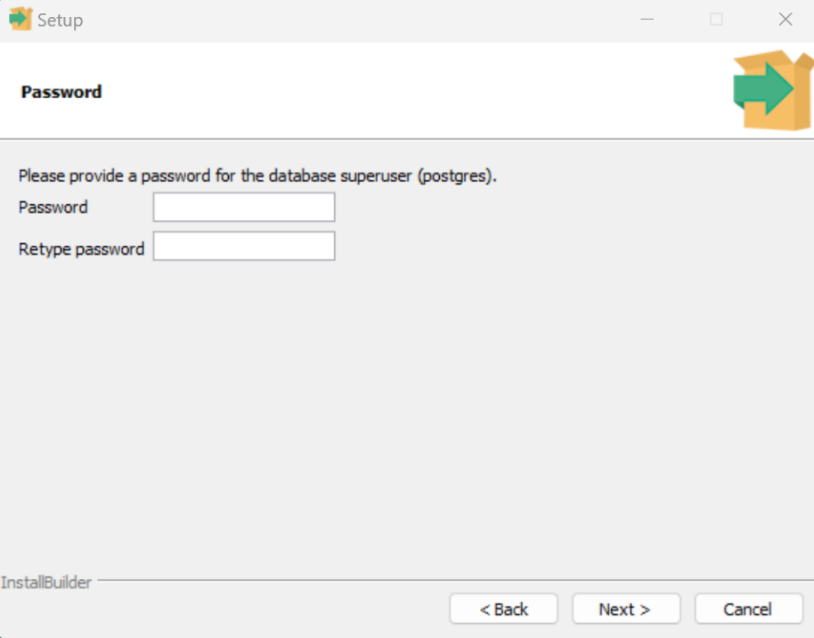 Setup
Password
Please provide a password for the database superuser (postgres).
Password
Retype password
InstallBuilder
< Back
Next >
Cancel